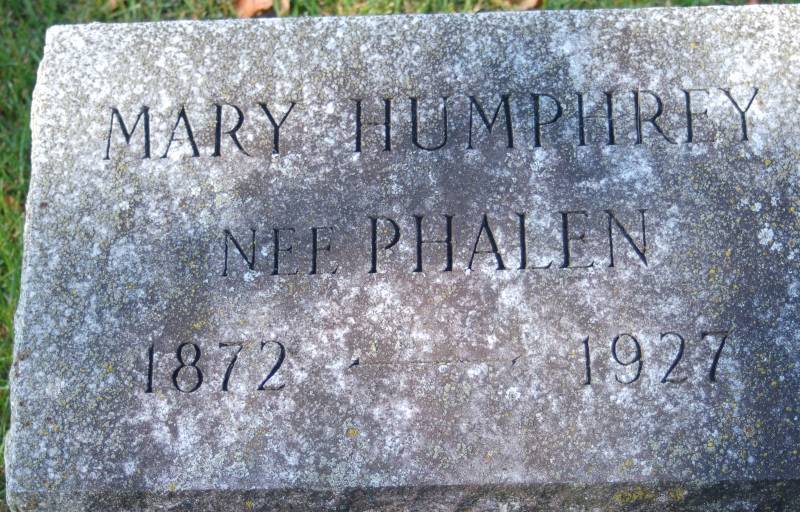 MARY HUMPHREY
NEE PHALEN
1872 — 1927